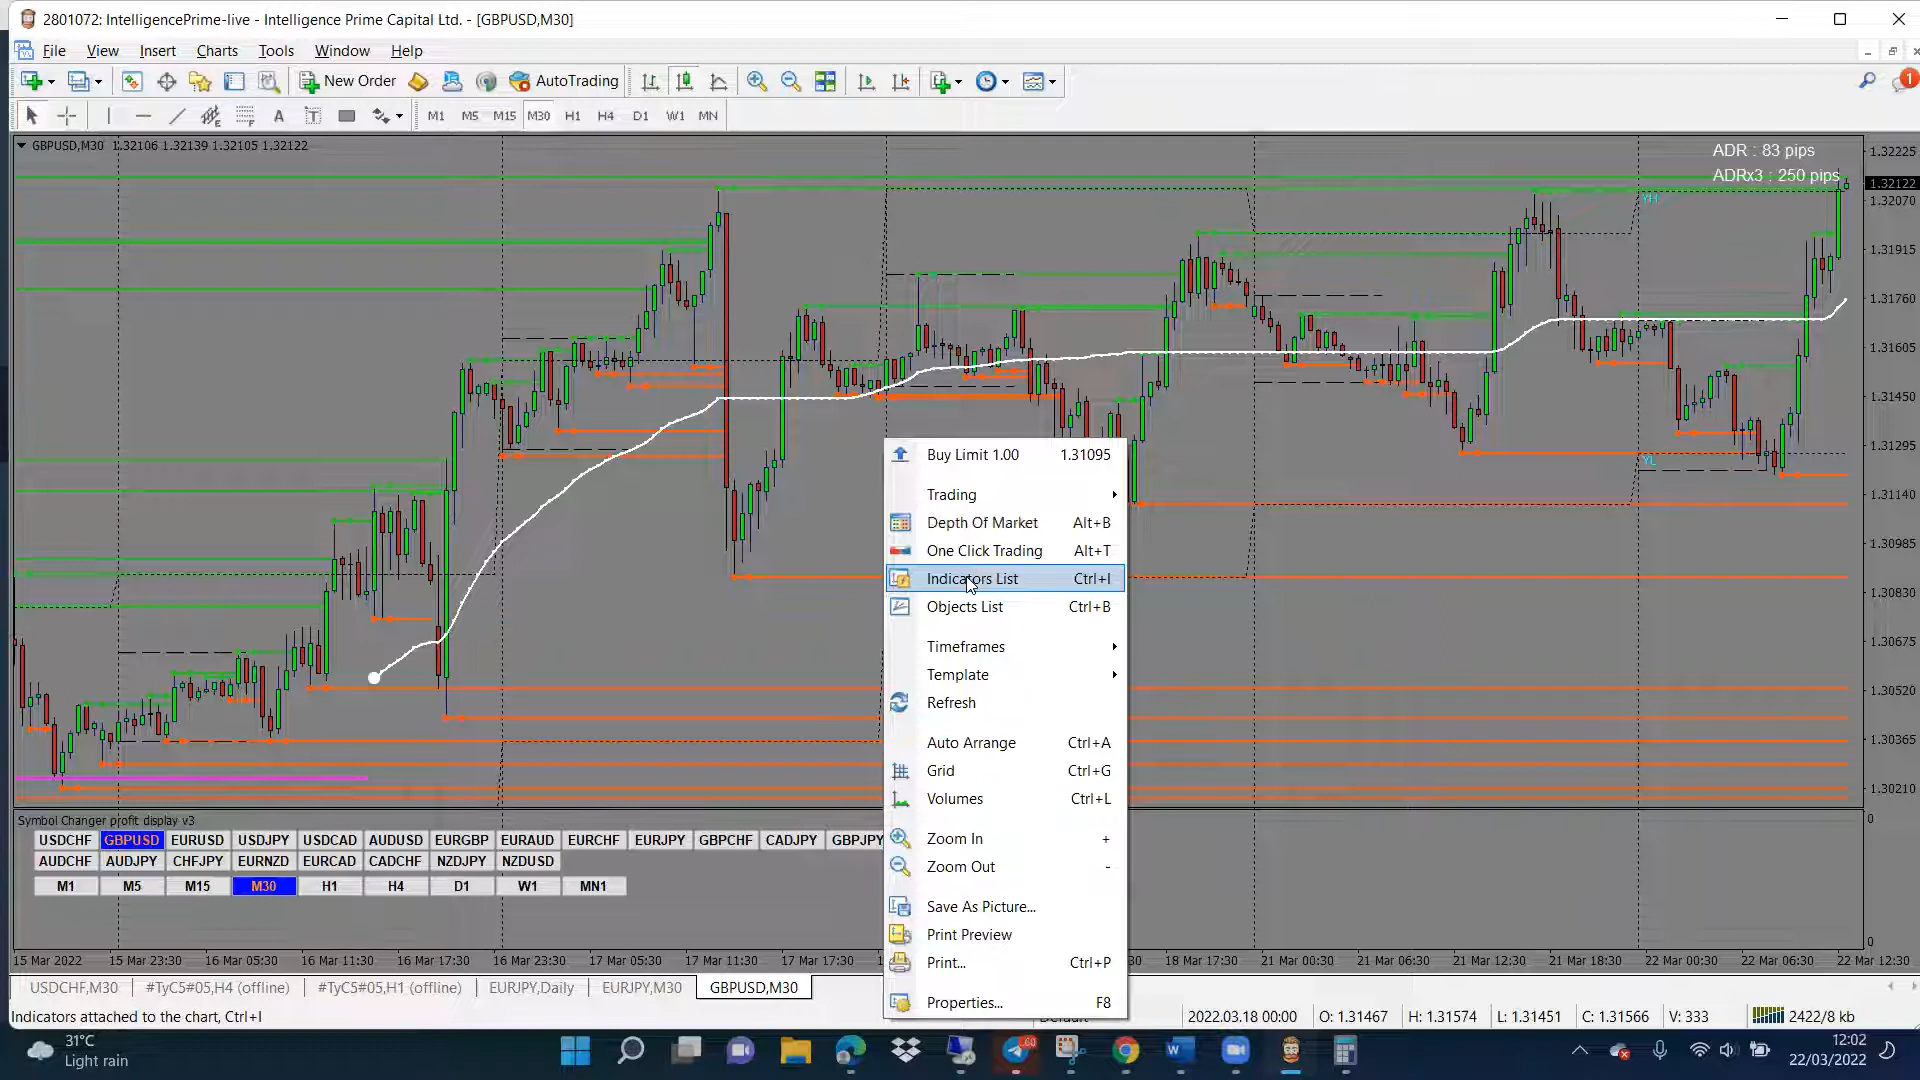 2801072: IntelligencePrime-live - Intelligence Prime Capital Ltd. - [GBPUSD,M30]
File View Insert Charts Tools Window Help
New Order AutoTrading
1
A T M1 M5 M15 M30 H1 H4 D1 W1 MN
GBPUSD,M30 1.32106 1.32139 1.32105 1.32122
ADR : 83 pips
ADRx3 : 250 pips
1.32225
1.32122
1.32070
1.31915
1.31760
1.31605
1.31450
1.31295
1.31140
1.30985
1.30830
1.30675
1.30520
1.30365
1.30210
YH
YL
Buy Limit 1.00 1.31095
Trading
Depth Of Market Alt+B
One Click Trading Alt+T
Indicators List Ctrl+I
Objects List Ctrl+B
Timeframes
Template
Refresh
Auto Arrange Ctrl+A
Grid Ctrl+G
Volumes Ctrl+L
Zoom In +
Zoom Out -
Save As Picture...
Print Preview
Print... Ctrl+P
Properties... F8
Symbol Changer profit display v3
USDCHF GBPUSD EURUSD USDJPY USDCAD AUDUSD EURGBP EURAUD EURCHF EURJPY GBPCHF CADJPY GBPJPY
AUDCHF AUDJPY CHFJPY EURNZD EURCAD CADCHF NZDJPY NZDUSD
M1 M5 M15 M30 H1 H4 D1 W1 MN1
0
0
15 Mar 2022 15 Mar 23:30 16 Mar 05:30 16 Mar 11:30 16 Mar 17:30 16 Mar 23:30 17 Mar 05:30 17 Mar 11:30 17 Mar 17:30 18 Mar 17:30 21 Mar 00:30 21 Mar 06:30 21 Mar 12:30 21 Mar 18:30 22 Mar 00:30 22 Mar 06:30 22 Mar 12:30
USDCHF,M30 #TyC5#05,H4 (offline) #TyC5#05,H1 (offline) EURJPY,Daily EURJPY,M30 GBPUSD,M30
Indicators attached to the chart, Ctrl+I Default 2022.03.18 00:00 O: 1.31467 H: 1.31574 L: 1.31451 C: 1.31566 V: 333 2422/8 kb
31°C
Light rain
60
12:02
22/03/2022